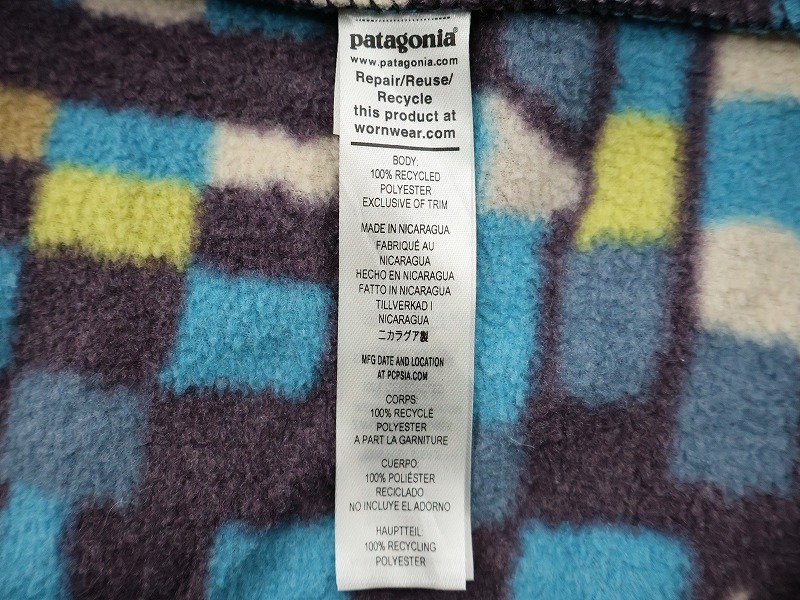 patagonia®
www.patagonia.com
Repair/Reuse/
Recycle
this product at
wornwear.com
BODY:
100% RECYCLED
POLYESTER
EXCLUSIVE OF TRIM
MADE IN NICARAGUA
FABRIQUÉ AU
NICARAGUA
HECHO EN NICARAGUA
FATTO IN NICARAGUA
TILLVERKAD I
NICARAGUA
ニカラグア製
MFG DATE AND LOCATION
AT PCPSIA.COM
CORPS:
100% RECYCLÉ
POLYESTER
A PART LA GARNITURE
CUERPO:
100% POLIÉSTER
RECICLADO
NO INCLUYE EL ADORNO
HAUPTTEIL:
100% RECYCLING
POLYESTER